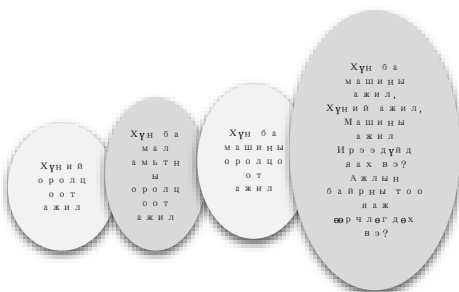 Хүний
оролц
оот
ажил
Хүн ба
мал
амьтн
ы
оролц
оот
ажил
Хүн ба
машины
оролцо
от
ажил
Хүн ба
машины
ажил,
Хүний ажил,
Машины
ажил
Ирээдүйд
яах вэ?
Ажлын
байрны тоо
яаж
өөрчлөгдөх
вэ?